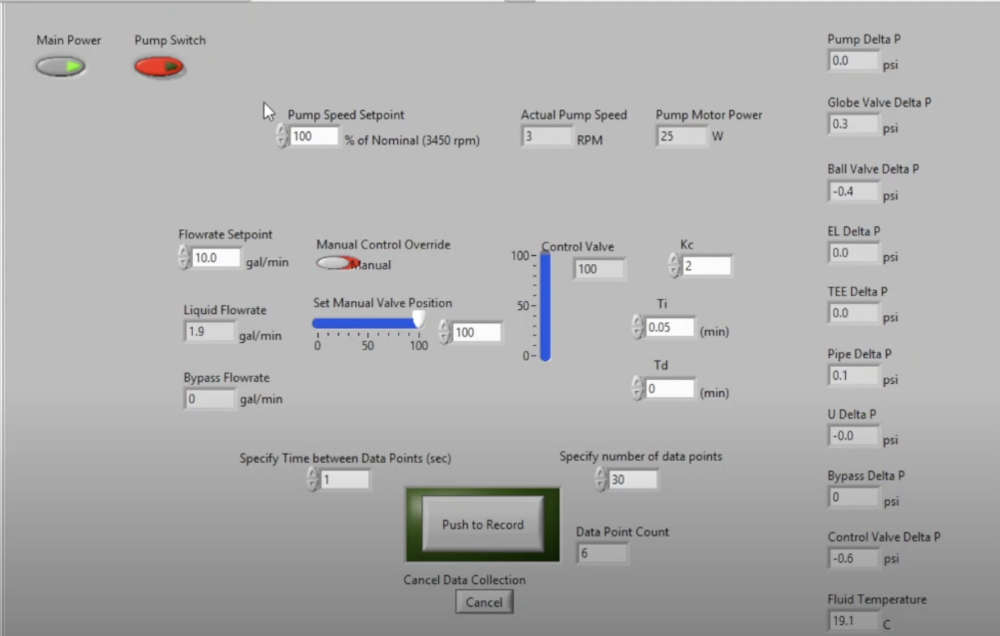 Main Power
Pump Switch
Pump Speed Setpoint
100 % of Nominal (3450 rpm)
Actual Pump Speed
3 RPM
Pump Motor Power
25 W
Flowrate Setpoint
10.0 gal/min
Manual Control Override
Manual
Liquid Flowrate
1.9 gal/min
Set Manual Valve Position
0 50 100
100
Bypass Flowrate
0 gal/min
Control Valve
100
100
50
0
Kc
2
Ti
0.05 (min)
Td
0 (min)
Specify Time between Data Points (sec)
1
Specify number of data points
30
Push to Record
Data Point Count
6
Cancel Data Collection
Cancel
Pump Delta P
0.0 psi
Globe Valve Delta P
0.3 psi
Ball Valve Delta P
-0.4 psi
EL Delta P
0.0 psi
TEE Delta P
0.0 psi
Pipe Delta P
0.1 psi
U Delta P
-0.0 psi
Bypass Delta P
0 psi
Control Valve Delta P
-0.6 psi
Fluid Temperature
19.1 C